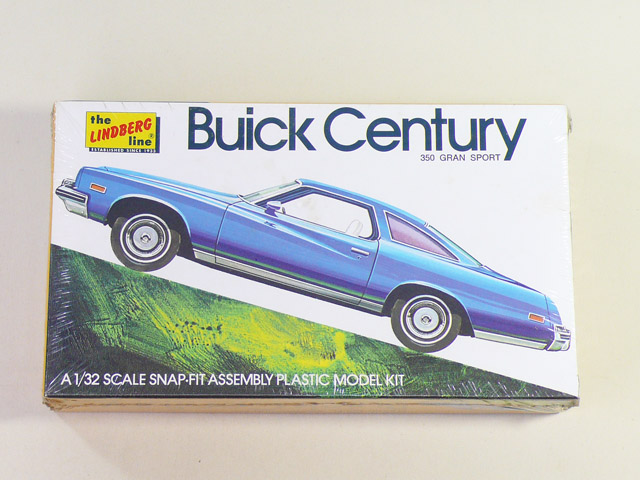 the
LINDBERG
line®
ESTABLISHED SINCE 1933
Buick Century
350 GRAN SPORT
A 1/32 SCALE SNAP-FIT ASSEMBLY PLASTIC MODEL KIT